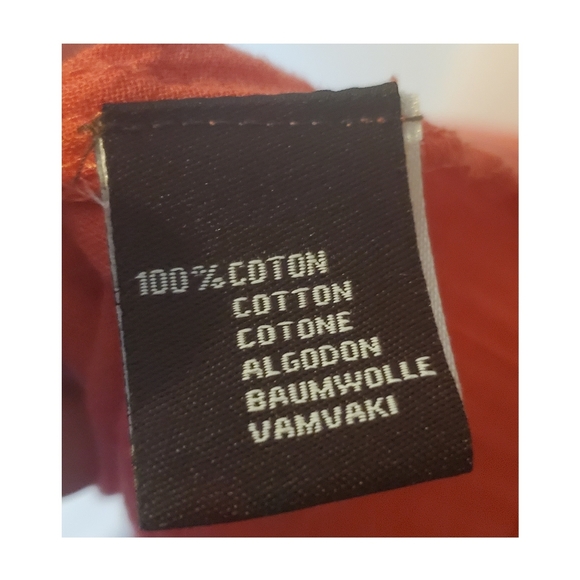 100% COTON
COTTON
COTONE
ALGODON
BAUMWOLLE
VAMVAKI